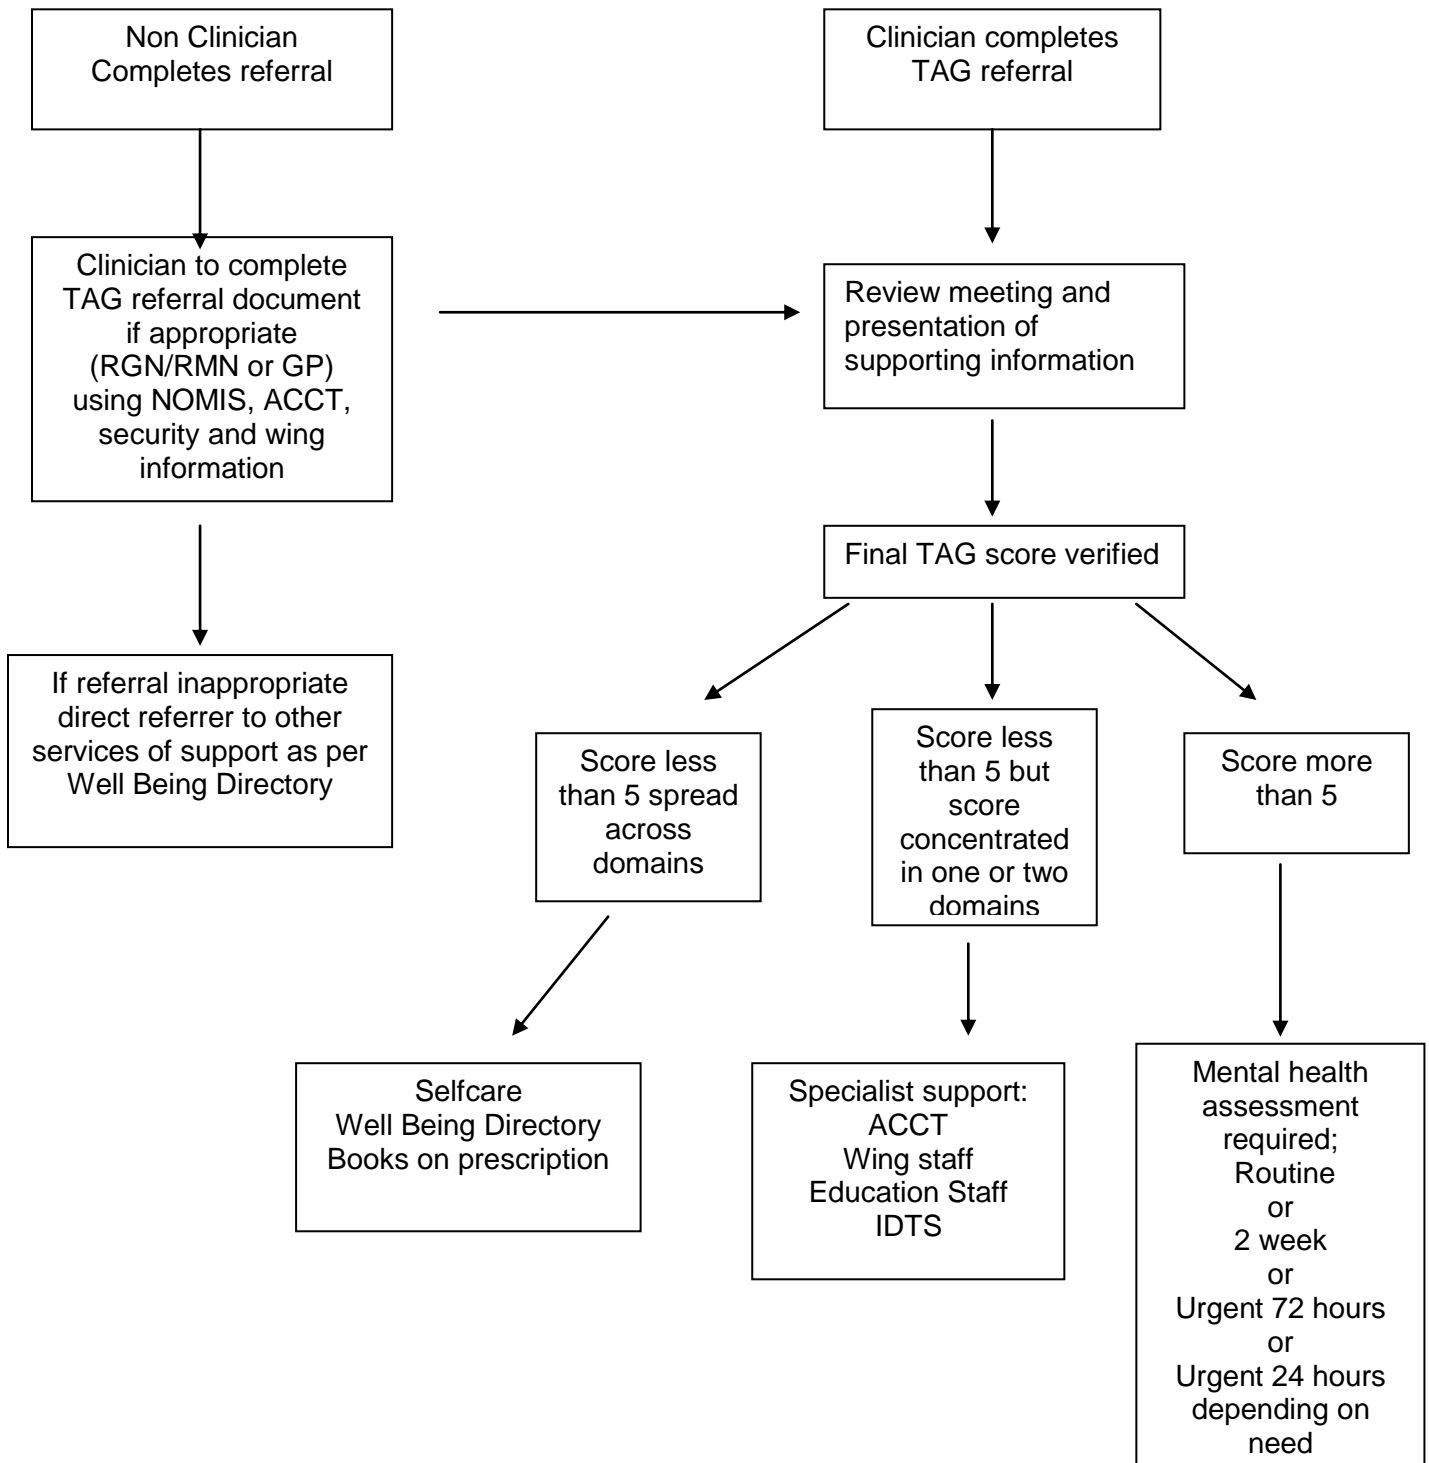 Non Clinician
Completes referral
Clinician completes
TAG referral
Clinician to complete
TAG referral document
if appropriate
(RGN/RMN or GP)
using NOMIS, ACCT,
security and wing
information
Review meeting and
presentation of
supporting information
Final TAG score verified
If referral inappropriate
direct referrer to other
services of support as per
Well Being Directory
Score less
than 5 spread
across
domains
Score less
than 5 but
score
concentrated
in one or two
domains
Score more
than 5
Selfcare
Well Being Directory
Books on prescription
Specialist support:
ACCT
Wing staff
Education Staff
IDTS
Mental health
assessment
required;
Routine
or
2 week
or
Urgent 72 hours
or
Urgent 24 hours
depending on
need